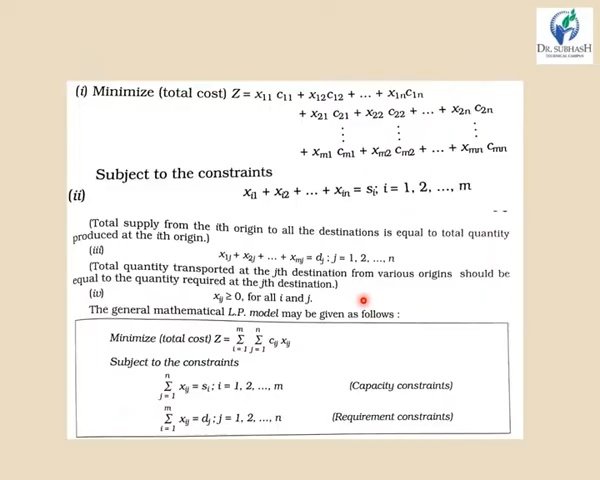 DR. SUBHASH
TECHNICAL CAMPUS
(i) Minimize (total cost) Z = x11 c11 + x12c12 + ... + x1nc1n
+ x21 c21 + x22 c22 + ... + x2n c2n
⋮ ⋮ ⋮
+ xm1 cm1 + xm2 cm2 + ... + xmn cmn
Subject to the constraints
(ii) xi1 + xi2 + ... + xin = si; i = 1, 2, ..., m
(Total supply from the ith origin to all the destinations is equal to total quantity
produced at the ith origin.)
(iii) x1j + x2j + ... + xmj = dj ; j = 1, 2, ..., n
(Total quantity transported at the jth destination from various origins should be
equal to the quantity required at the jth destination.)
(iv) xij ≥ 0, for all i and j.
The general mathematical L.P. model may be given as follows :
Minimize (total cost) Z = m∑i = 1 n∑j = 1 cij xij
Subject to the constraints
n∑j = 1 xij = si ; i = 1, 2, ..., m (Capacity constraints)
m∑i = 1 xij = dj ; j = 1, 2, ..., n (Requirement constraints)